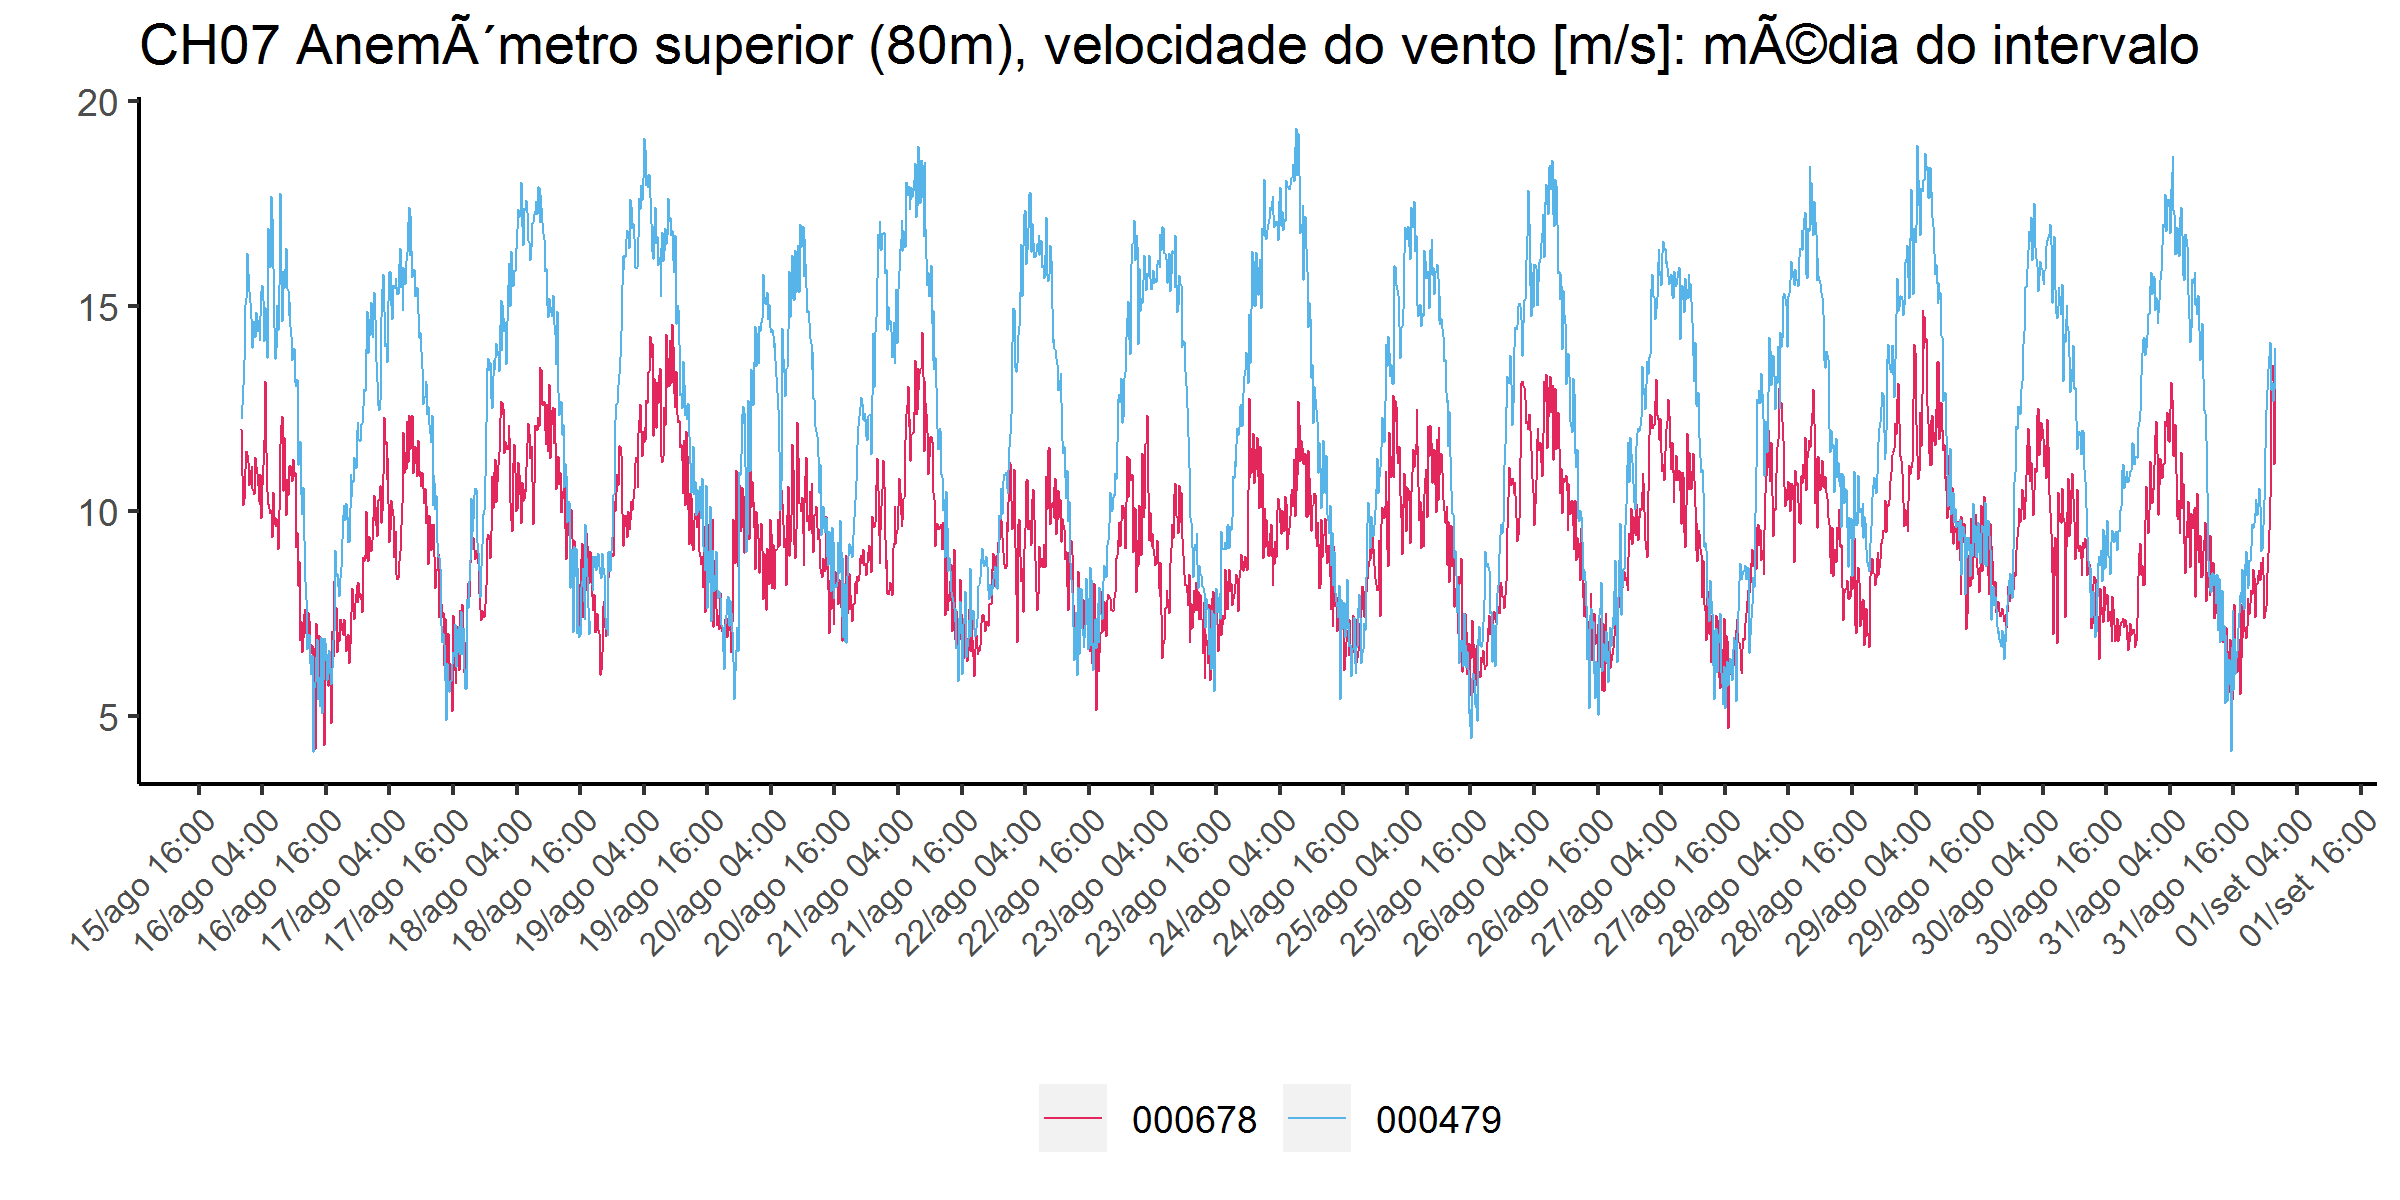 CH07 AnemÃ´metro superior (80m), velocidade do vento [m/s]: mÃ©dia do intervalo
20
15
10
5
15/ago 16:00
16/ago 04:00
16/ago 16:00
17/ago 04:00
17/ago 16:00
18/ago 04:00
18/ago 16:00
19/ago 04:00
19/ago 16:00
20/ago 04:00
20/ago 16:00
21/ago 04:00
21/ago 16:00
22/ago 04:00
22/ago 16:00
23/ago 04:00
23/ago 16:00
24/ago 04:00
24/ago 16:00
25/ago 04:00
25/ago 16:00
26/ago 04:00
26/ago 16:00
27/ago 04:00
27/ago 16:00
28/ago 04:00
28/ago 16:00
29/ago 04:00
29/ago 16:00
30/ago 04:00
30/ago 16:00
31/ago 04:00
31/ago 16:00
01/set 04:00
01/set 16:00
000678
000479